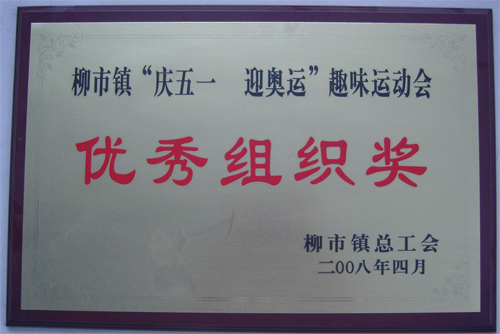 柳市镇“庆五一 迎奥运”趣味运动会
优秀组织奖
柳市镇总工会
二00八年四月